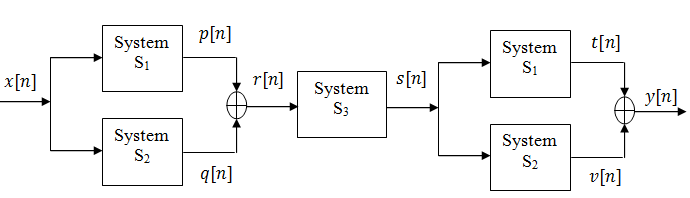 x[n]
System
S₁
p[n]
System
S₂
q[n]
r[n]
System
S₃
s[n]
System
S₁
t[n]
System
S₂
v[n]
y[n]